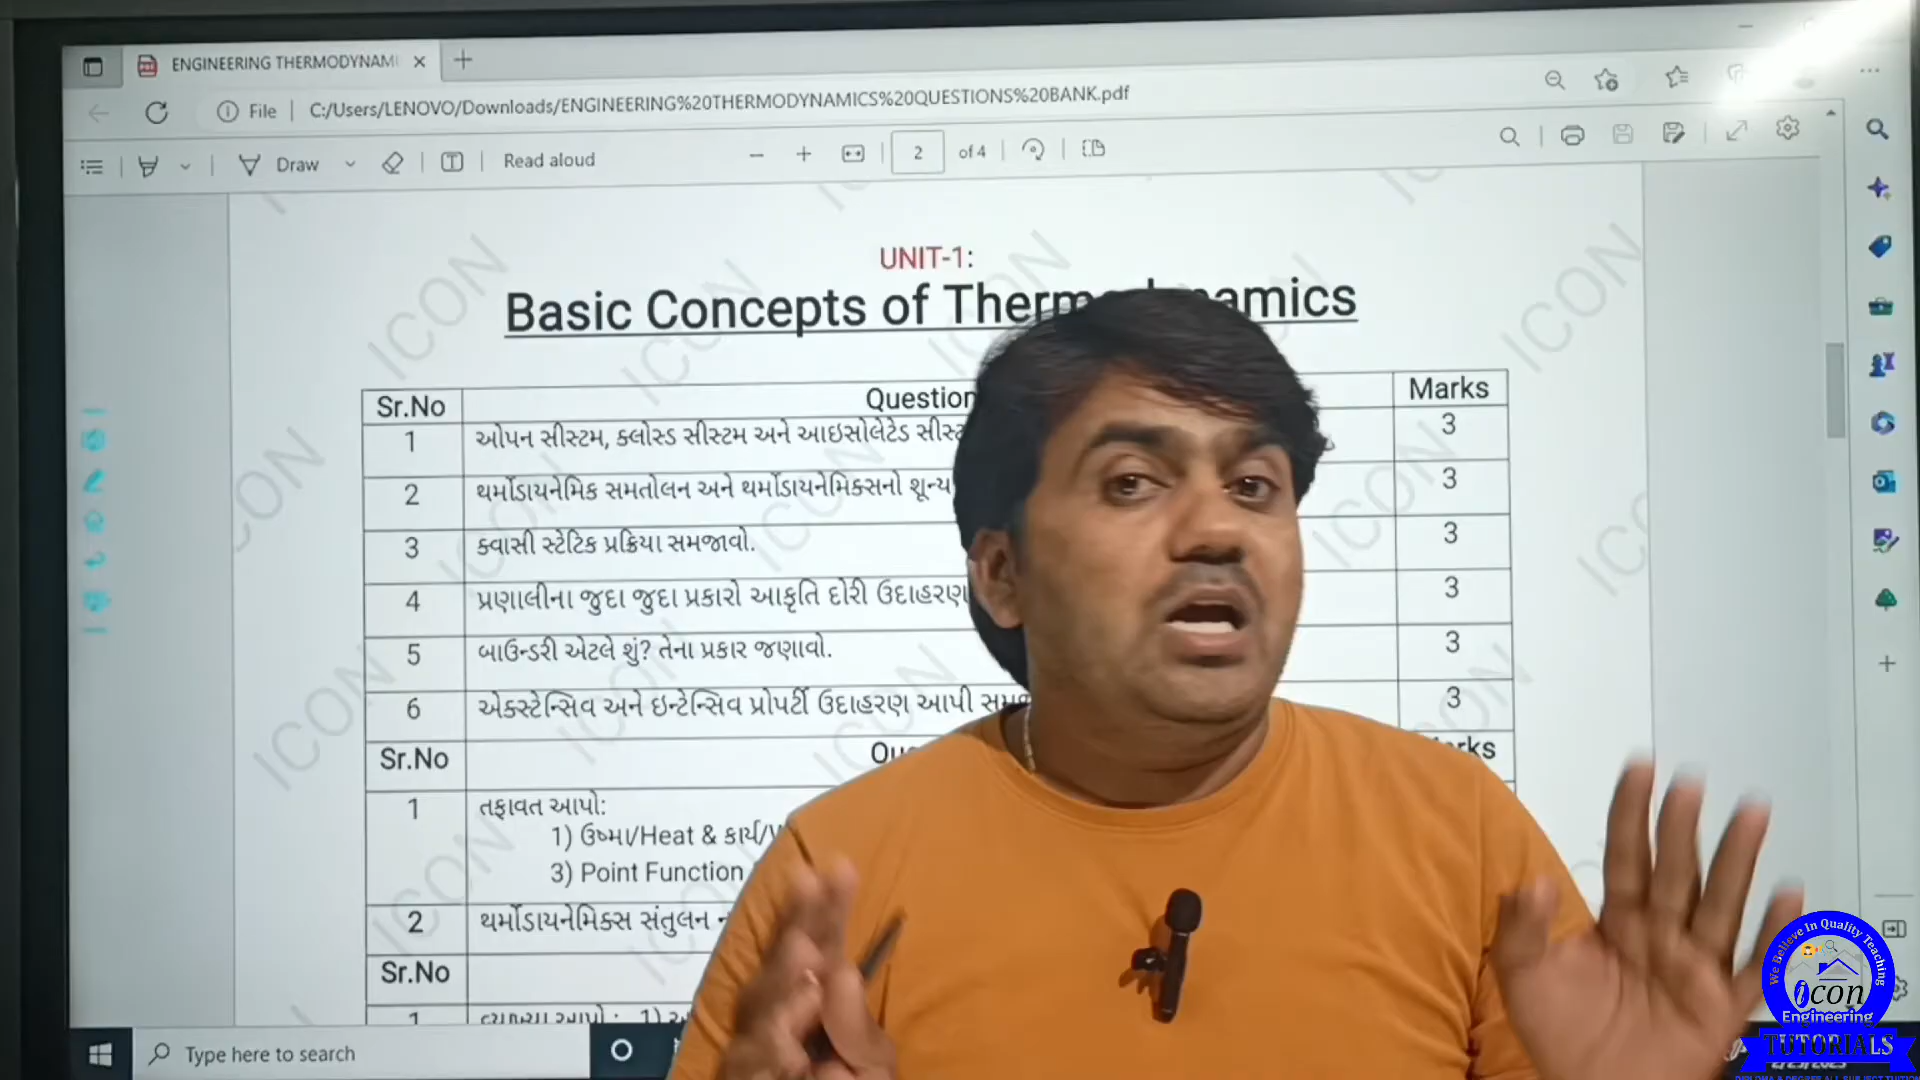 ENGINEERING THERMODYNAMI
File
C:/Users/LENOVO/Downloads/ENGINEERING%20THERMODYNAMICS%20QUESTIONS%20BANK.pdf
Draw
Read aloud
2 of 4
UNIT-1:
Basic Concepts of
Sr.No Question Marks
1 ઓપન સીસ્ટમ, ક્લોસ્ડ સીસ્ટમ અને આઇસોલેટેડ 3
2 થર્મોડાયનેમિક સમતોલન અને થર્મોડાયનેમિક્સનો શૂન્ય 3
3 ક્વાસી સ્ટેટિક પ્રક્રિયા સમજાવો. 3
4 પ્રણાલીના જુદા જુદા પ્રકારો આકૃતિ દોરી ઉદાહરણ 3
5 બાઉન્ડરી એટલે શું? તેના પ્રકાર જણાવો. 3
6 એક્સ્ટેન્સિવ અને ઇન્ટેન્સિવ પ્રોપર્ટી ઉદાહરણ આપી 3
Sr.No
1 તફાવત આપો:
1) ઉષ્મા/Heat & કાર્ય/
3) Point Function
2 થર્મોડાયનેમિક્સ સંતુલન
Sr.No
1
Type here to search
ICON
We Believe In Quality Teaching
icon
Engineering
TUTORIALS